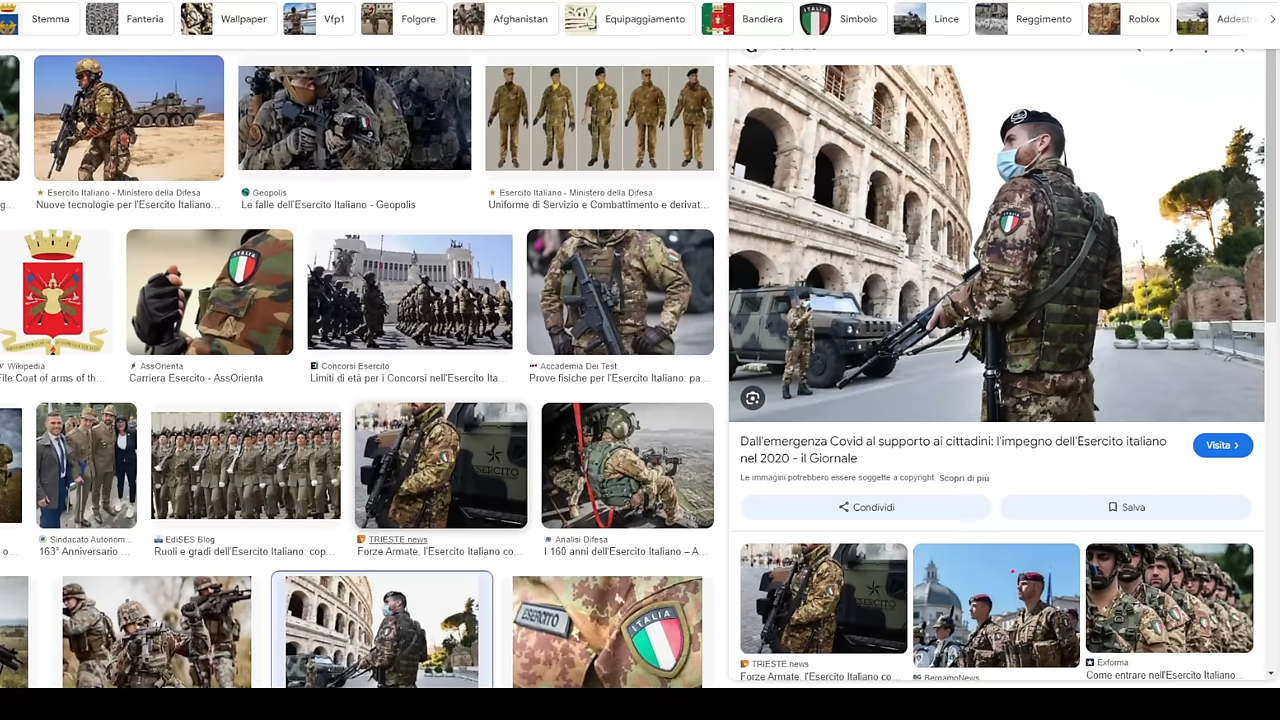 Stemma
Fanteria
Wallpaper
Vfp1
Folgore
Afghanistan
Equipaggiamento
Bandiera
Simbolo
Lince
Reggimento
Roblox
Addestr
Esercito Italiano - Ministero della Difesa
Nuove tecnologie per l'Esercito Italiano...
Geopolis
Le falle dell'Esercito Italiano - Geopolis
Esercito Italiano - Ministero della Difesa
Uniforme di Servizio e Combattimento e derivat...
Wikipedia
File:Coat of arms of th...
AssOrienta
Carriera Esercito - AssOrienta
Concorsi Esercito
Limiti di età per i Concorsi nell'Esercito Ita...
Accademia Dei Test
Prove fisiche per l'Esercito Italiano: pa...
ESERCITO
Sindacato Autonom...
163° Anniversario ...
EdiSES Blog
Ruoli e gradi dell'Esercito Italiano: cop...
TRIESTE.news
Forze Armate, l'Esercito Italiano co...
Analisi Difesa
I 160 anni dell'Esercito Italiano – A...
ESERCITO
ITALIA
Dall'emergenza Covid al supporto ai cittadini: l'impegno dell'Esercito italiano
nel 2020 - il Giornale
Visita
Le immagini potrebbero essere soggette a copyright. Scopri di più
Condividi
Salva
ESERCITO
TRIESTE.news
Forze Armate, l'Esercito Italiano co...
BergamoNews
Exforma
Come entrare nell'Esercito Italiano...